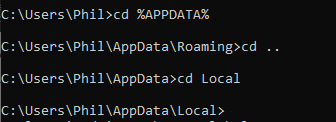 C:\Users\Phil>cd %APPDATA%
C:\Users\Phil\AppData\Roaming>cd ..
C:\Users\Phil\AppData>cd Local
C:\Users\Phil\AppData\Local>